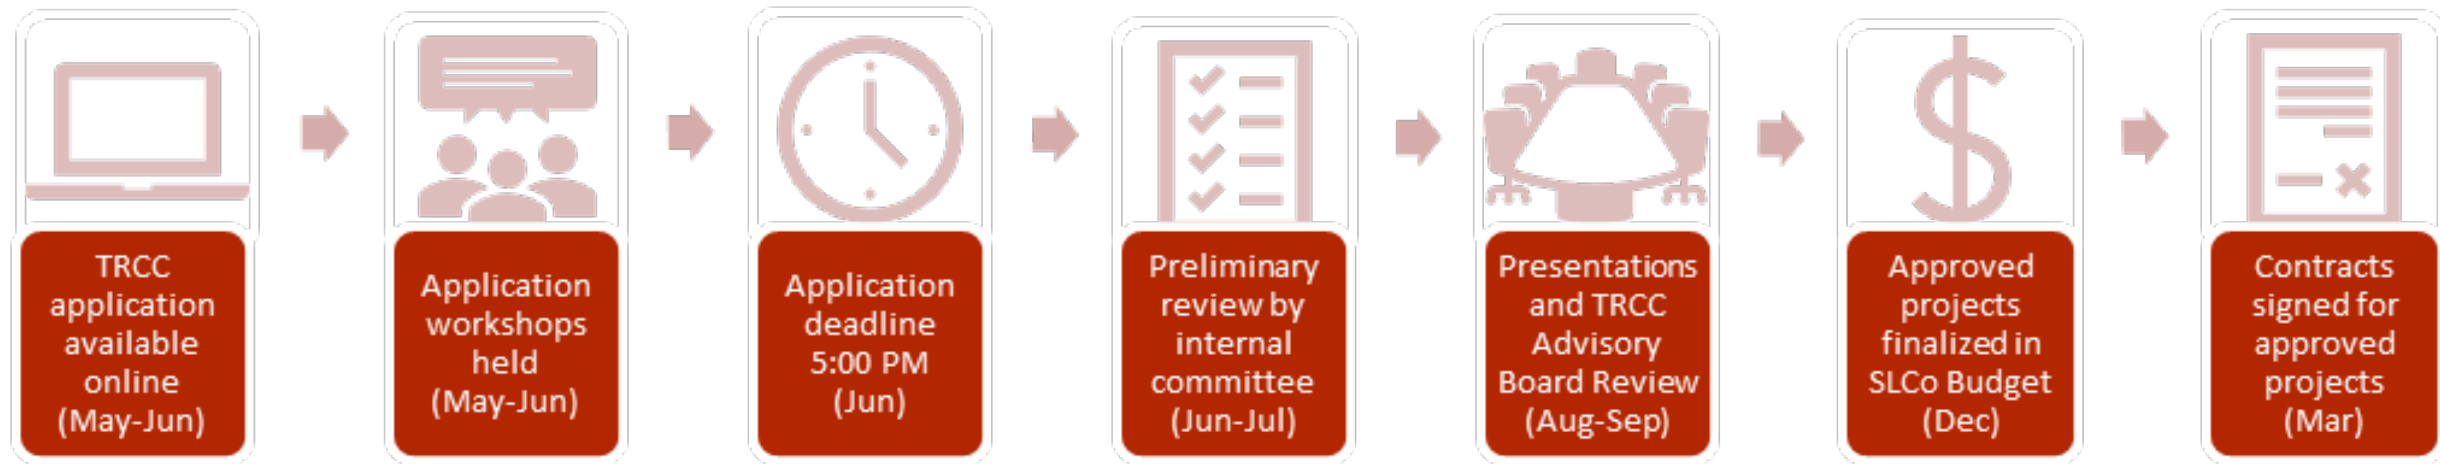 TRCC
application
available
online
(May-Jun)
Application
workshops
held
(May-Jun)
Application
deadline
5:00 PM
(Jun)
Preliminary
review by
internal
committee
(Jun-Jul)
Presentations
and TRCC
Advisory
Board Review
(Aug-Sep)
Approved
projects
finalized in
SLCo Budget
(Dec)
Contracts
signed for
approved
projects
(Mar)